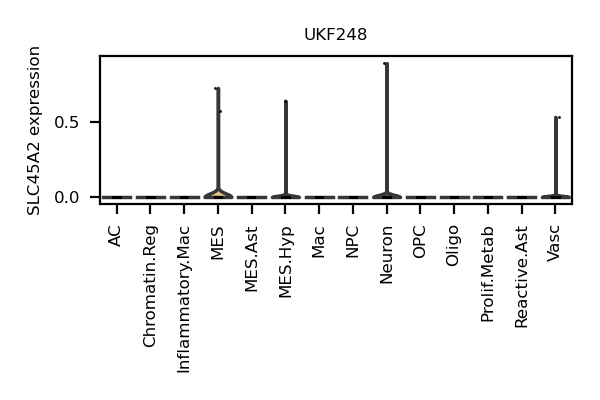 UKF248
SLC45A2 expression
0.5
0.0
AC
Chromatin.Reg
Inflammatory.Mac
MES
MES.Ast
MES.Hyp
Mac
NPC
Neuron
OPC
Oligo
Prolif.Metab
Reactive.Ast
Vasc